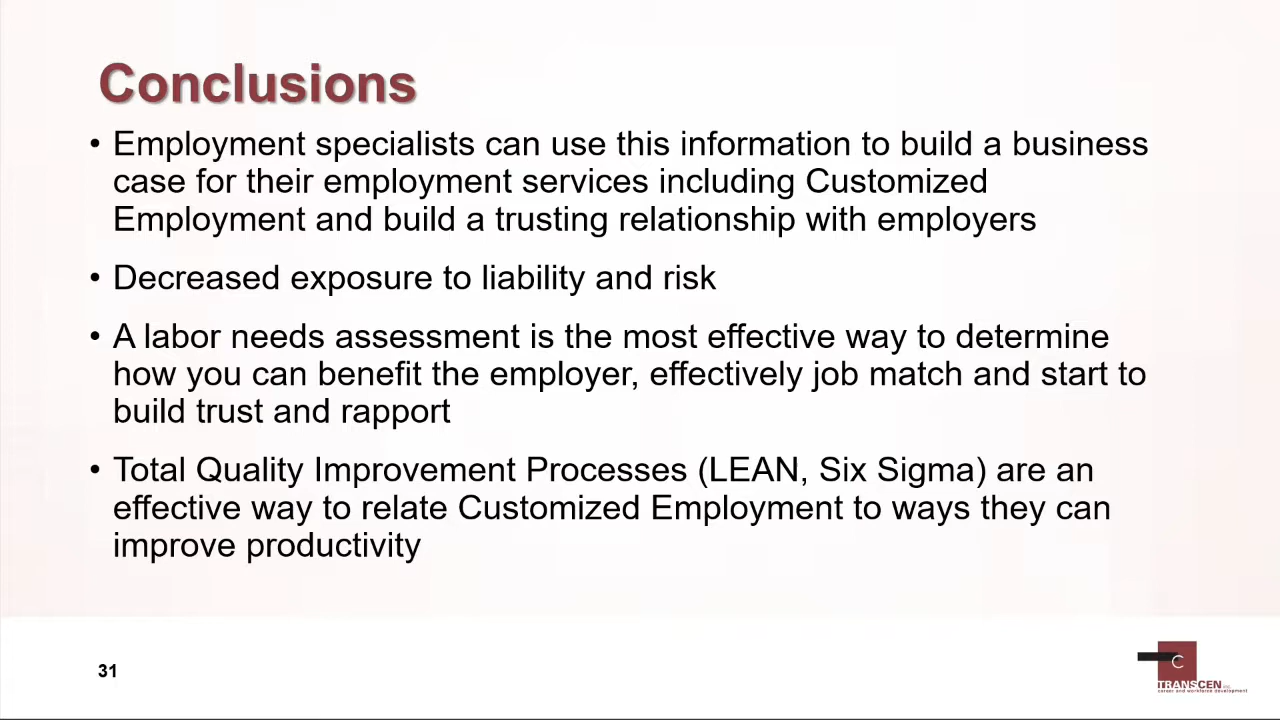 Conclusions
• Employment specialists can use this information to build a business
case for their employment services including Customized
Employment and build a trusting relationship with employers
• Decreased exposure to liability and risk
• A labor needs assessment is the most effective way to determine
how you can benefit the employer, effectively job match and start to
build trust and rapport
• Total Quality Improvement Processes (LEAN, Six Sigma) are an
effective way to relate Customized Employment to ways they can
improve productivity
31
C
TRANSCEN
career and workforce development